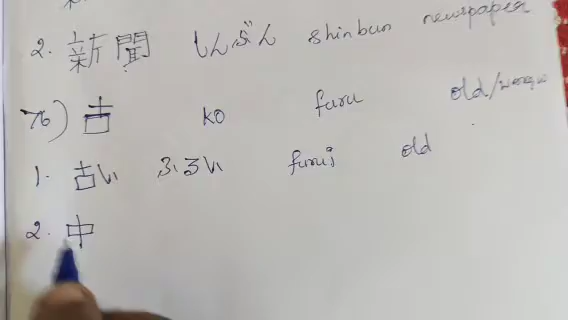 2. 新聞 しんぶん shinbun newspaper
76) 古 ko furu old
1. 古い ふるい furui old
2. 中